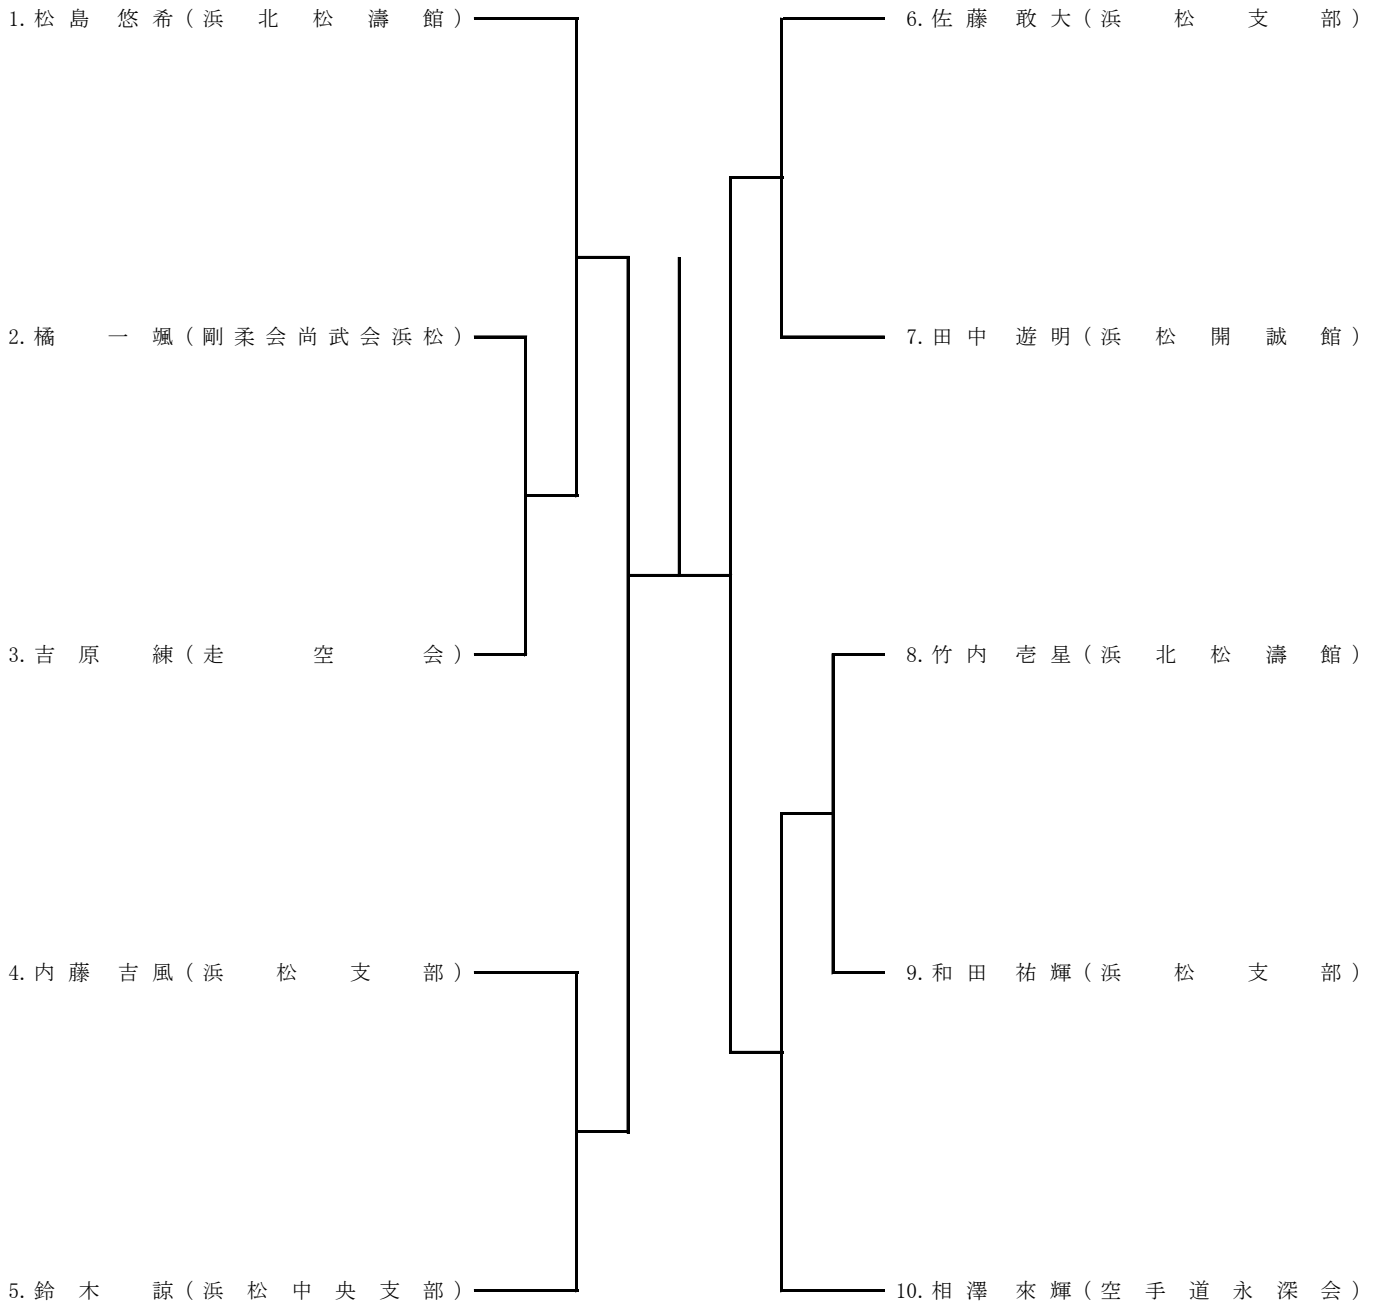 1. 松島 悠希(浜北松濤館)
2. 橘 一颯(剛柔会尚武会浜松)
3. 吉原 練(走空会)
4. 内藤吉風(浜松支部)
5. 鈴木 諒(浜松中央支部)
6. 佐藤 敢大(浜松支部)
7. 田中 遊明(浜松開誠館)
8. 竹内 壱星(浜北松濤館)
9. 和田 祐輝(浜松支部)
10. 相澤 來輝(空手道永深会)